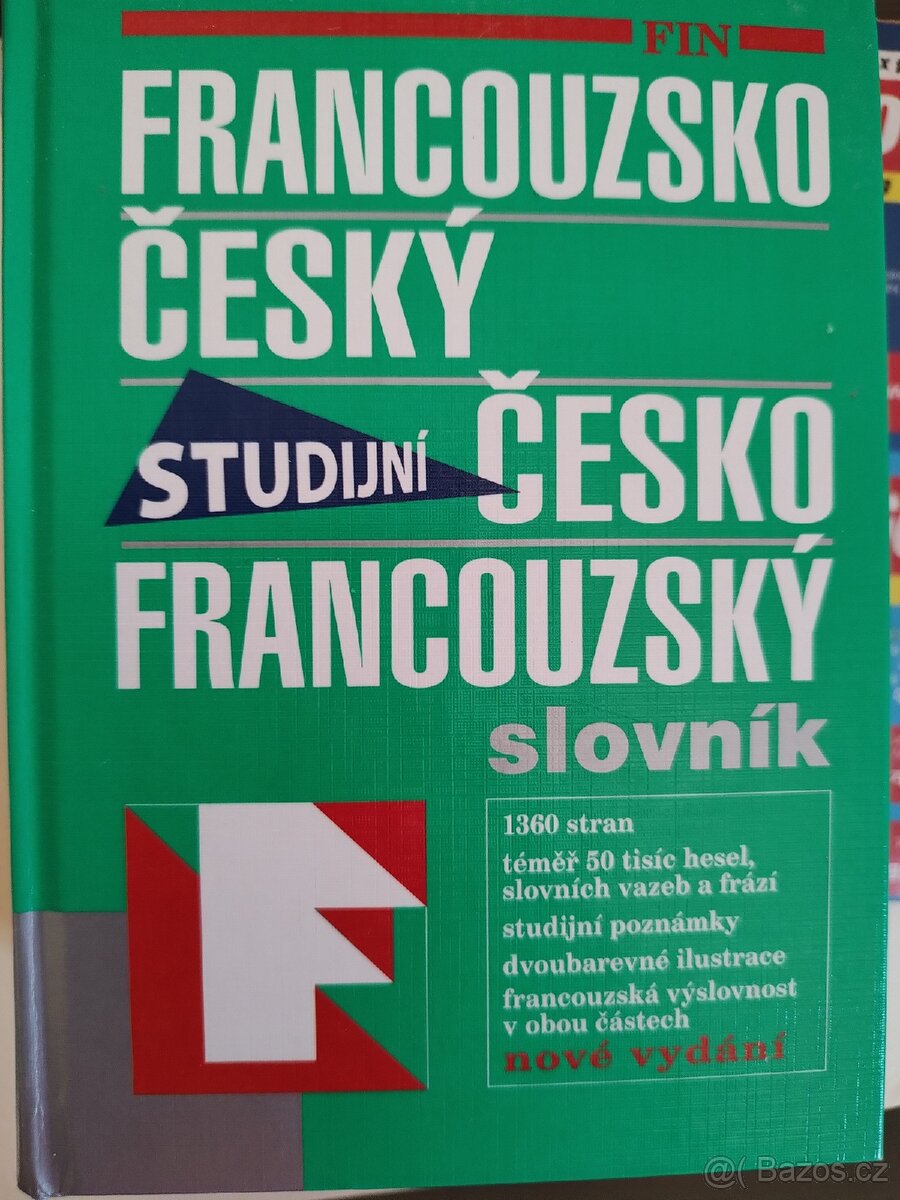 FIN
FRANCOUZSKO
ČESKÝ
STUDIJNÍ
ČESKO
FRANCOUZSKÝ
slovník
1360 stran
téměř 50 tisíc hesel,
slovních vazeb a frází
studijní poznámky
dvoubarevné ilustrace
francouzská výslovnost
v obou částech
nové vydání
@( Bazoš.cz